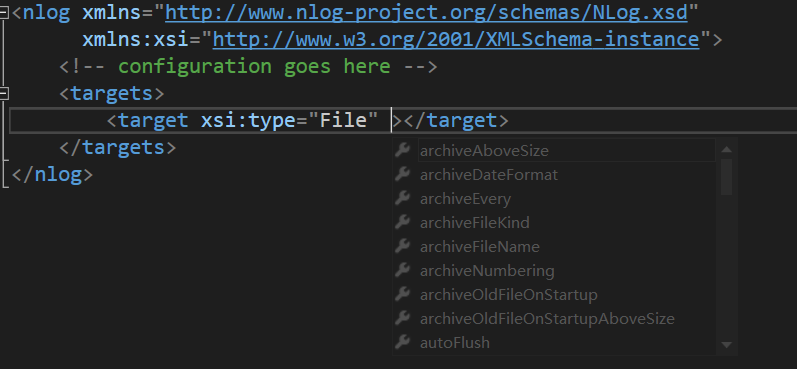 <nlog xmlns="http://www.nlog-project.org/schemas/NLog.xsd"
xmlns:xsi="http://www.w3.org/2001/XMLSchema-instance">
<!-- configuration goes here -->
<targets>
<target xsi:type="File" ></target>
</targets>
</nlog>
archiveAboveSize
archiveDateFormat
archiveEvery
archiveFileKind
archiveFileName
archiveNumbering
archiveOldFileOnStartup
archiveOldFileOnStartupAboveSize
autoFlush